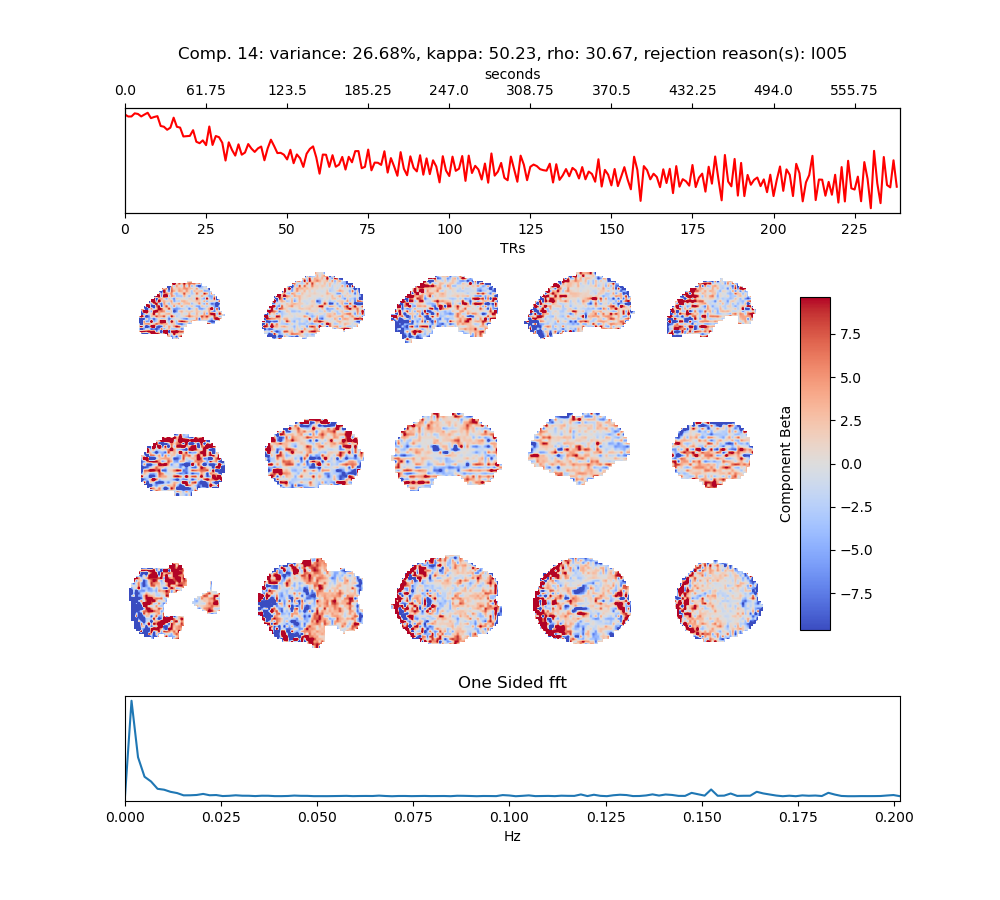 Comp. 14: variance: 26.68%, kappa: 50.23, rho: 30.67, rejection reason(s): I005
seconds
0.0 61.75 123.5 185.25 247.0 308.75 370.5 432.25 494.0 555.75
0 25 50 75 100 125 150 175 200 225
TRs
7.5
5.0
2.5
0.0
−2.5
−5.0
−7.5
Component Beta
One Sided fft
0.000 0.025 0.050 0.075 0.100 0.125 0.150 0.175 0.200
Hz